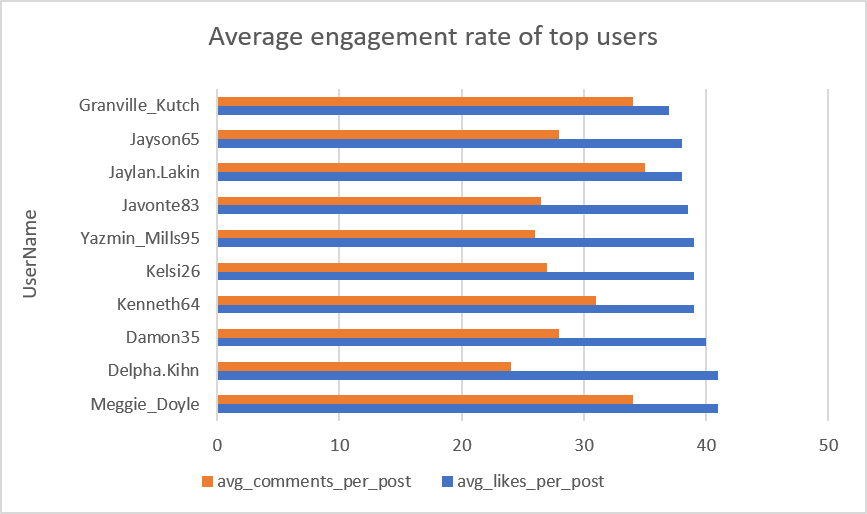 Average engagement rate of top users
UserName
Granville_Kutch
Jayson65
Jaylan.Lakin
Javonte83
Yazmin_Mills95
Kelsi26
Kenneth64
Damon35
Delpha.Kihn
Meggie_Doyle
0 10 20 30 40 50
avg_comments_per_post avg_likes_per_post